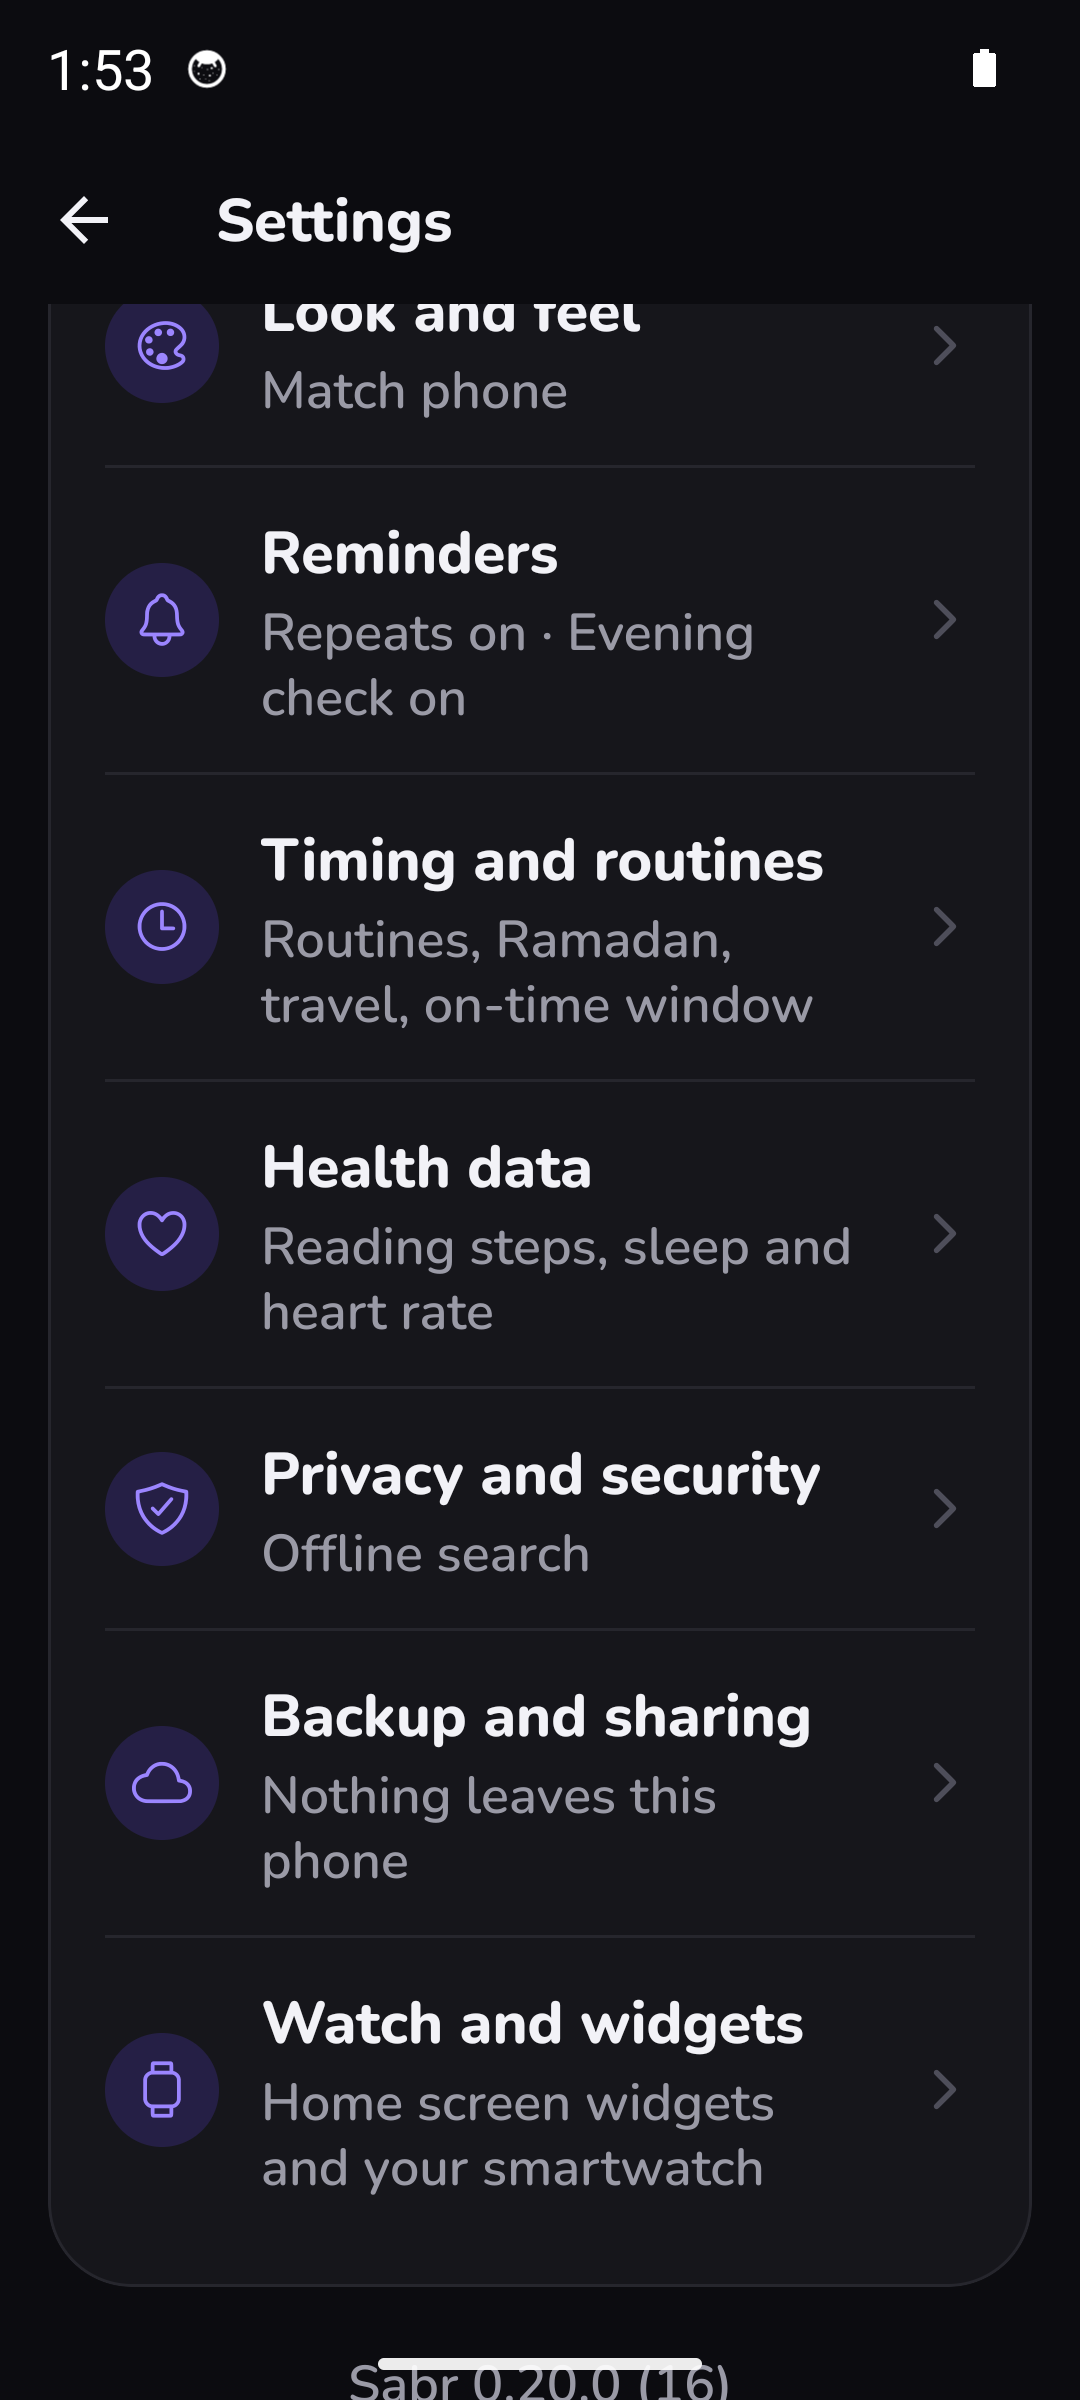 1:53
Settings
Look and feel
Match phone
Reminders
Repeats on · Evening
check on
Timing and routines
Routines, Ramadan,
travel, on-time window
Health data
Reading steps, sleep and
heart rate
Privacy and security
Offline search
Backup and sharing
Nothing leaves this
phone
Watch and widgets
Home screen widgets
and your smartwatch
Sabr 0.20.0 (16)